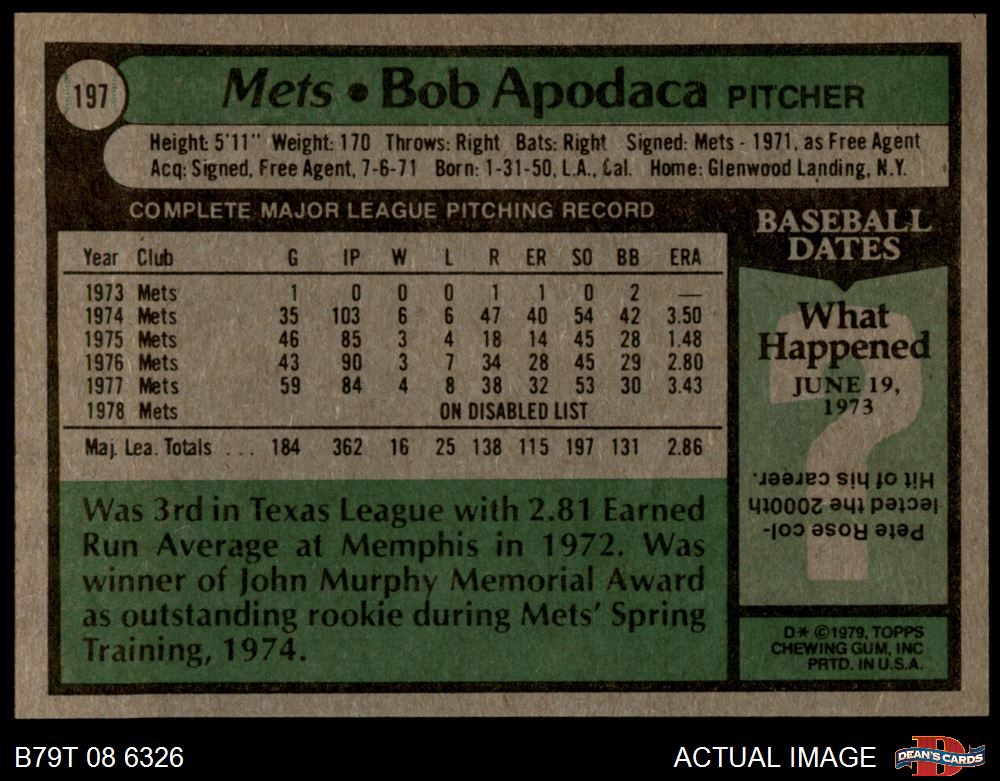 197
Mets • Bob Apodaca PITCHER
Height: 5'11" Weight: 170 Throws: Right Bats: Right Signed: Mets - 1971, as Free Agent
Acq: Signed, Free Agent, 7-6-71 Born: 1-31-50, L.A., Cal. Home: Glenwood Landing, N.Y.
COMPLETE MAJOR LEAGUE PITCHING RECORD
Year Club G IP W L R ER SO BB ERA
1973 Mets 1 0 0 0 1 1 0 2 —
1974 Mets 35 103 6 6 47 40 54 42 3.50
1975 Mets 46 85 3 4 18 14 45 28 1.48
1976 Mets 43 90 3 7 34 28 45 29 2.80
1977 Mets 59 84 4 8 38 32 53 30 3.43
1978 Mets ON DISABLED LIST
Maj. Lea. Totals ... 184 362 16 25 138 115 197 131 2.86
Was 3rd in Texas League with 2.81 Earned
Run Average at Memphis in 1972. Was
winner of John Murphy Memorial Award
as outstanding rookie during Mets' Spring
Training, 1974.
BASEBALL
DATES
What
Happened
JUNE 19,
1973
?
Pete Rose col-
lected the 2000th
Hit of his career.
D* ©1979, TOPPS
CHEWING GUM, INC
PRTD. IN U.S.A.
B79T 08 6326
ACTUAL IMAGE
D
DEAN'S CARDS